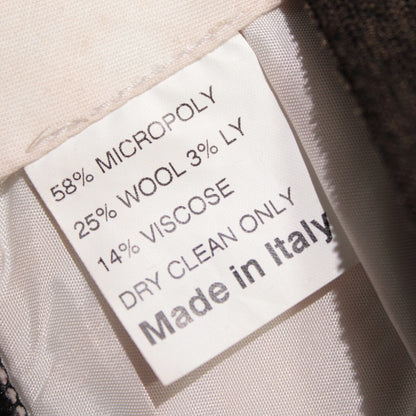 58% MICROPOLY
25% WOOL 3% LY
14% VISCOSE
DRY CLEAN ONLY
Made in Italy